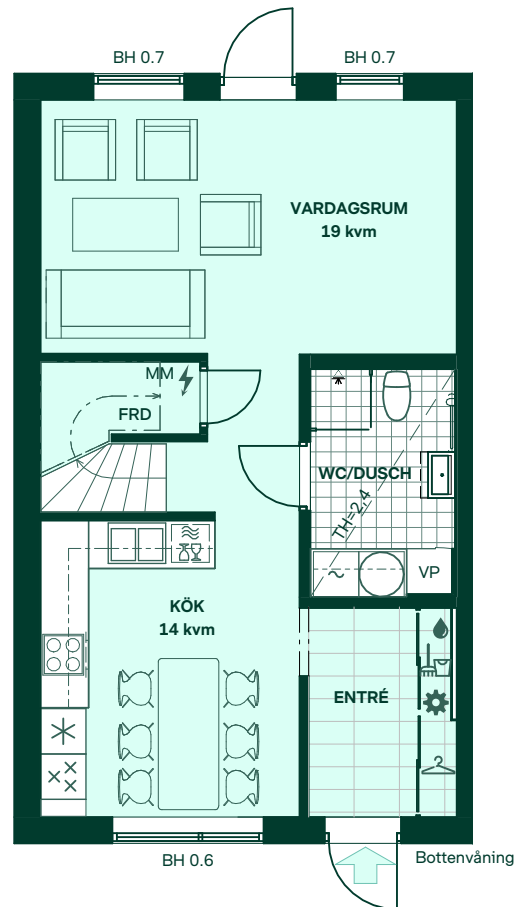 BH 0.7
BH 0.7
VARDAGSRUM
19 kvm
MM
FRD
WC/DUSCH
TH=2,4
~
VP
KÖK
14 kvm
ENTRÉ
BH 0.6
Bottenvåning